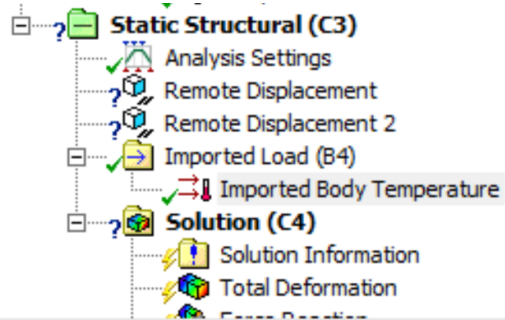 Static Structural (C3)
Analysis Settings
Remote Displacement
Remote Displacement 2
Imported Load (B4)
Imported Body Temperature
Solution (C4)
Solution Information
Total Deformation